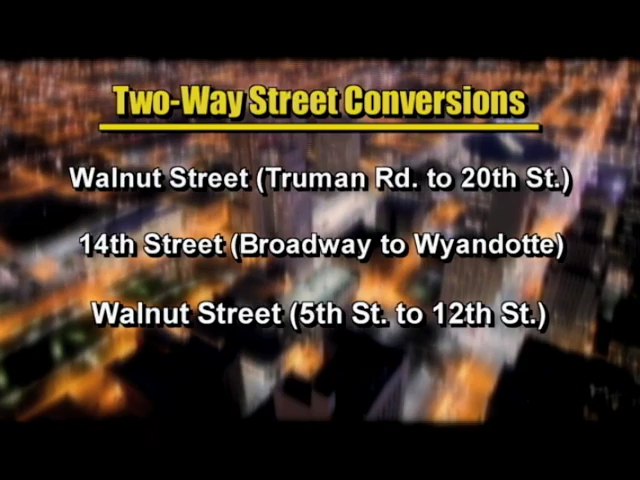 Two-Way Street Conversions
Walnut Street (Truman Rd. to 20th St.)
14th Street (Broadway to Wyandotte)
Walnut Street (5th St. to 12th St.)